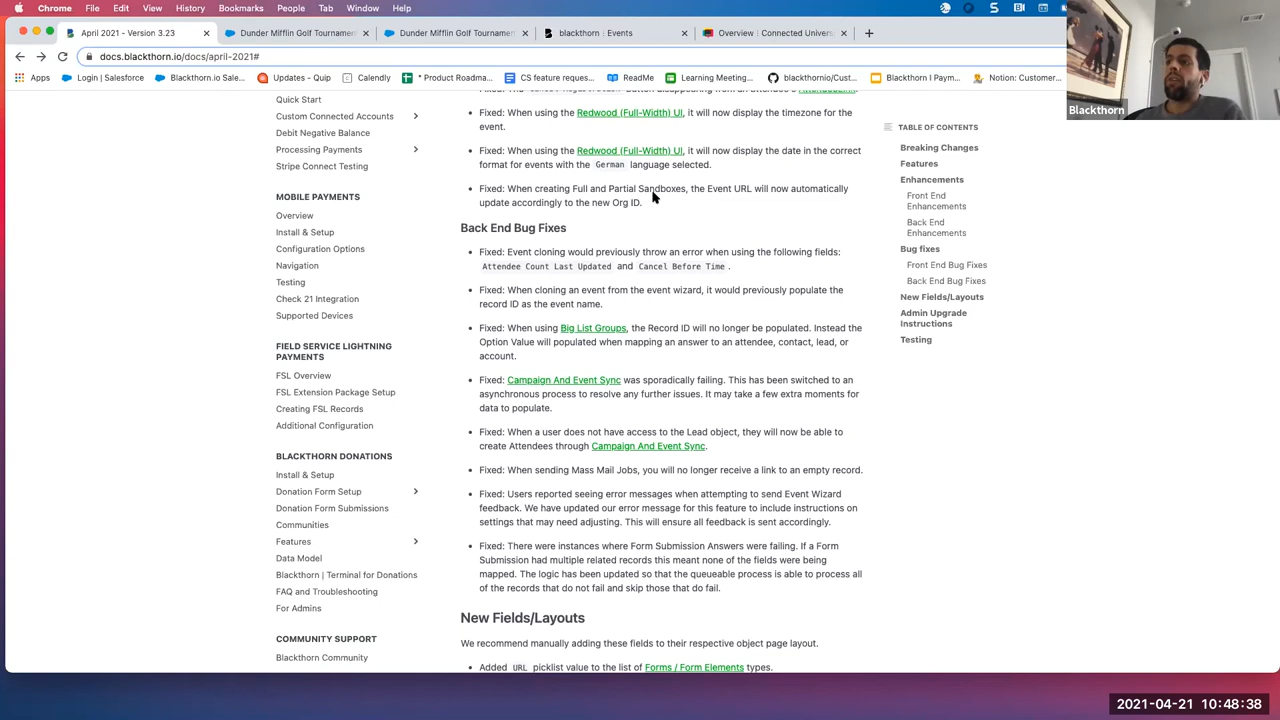 Chrome File Edit View History Bookmarks People Tab Window Help
April 2021 - Version 3.23
Dunder Mifflin Golf Tournamen
Dunder Mifflin Golf Tournamen
blackthorn | Events
Overview | Connected Univers
docs.blackthorn.io/docs/april-2021#
Apps
Login | Salesforce
Blackthorn.io Sale...
Updates - Quip
Calendly
* Product Roadma...
CS feature reques...
ReadMe
Learning Meeting...
blackthornio/Cust...
Blackthorn I Paym...
Notion: Customer...
Blackthorn
Quick Start
Custom Connected Accounts
Debit Negative Balance
Processing Payments
Stripe Connect Testing
MOBILE PAYMENTS
Overview
Install & Setup
Configuration Options
Navigation
Testing
Check 21 Integration
Supported Devices
FIELD SERVICE LIGHTNING
PAYMENTS
FSL Overview
FSL Extension Package Setup
Creating FSL Records
Additional Configuration
BLACKTHORN DONATIONS
Install & Setup
Donation Form Setup
Donation Form Submissions
Communities
Features
Data Model
Blackthorn | Terminal for Donations
FAQ and Troubleshooting
For Admins
COMMUNITY SUPPORT
Blackthorn Community
Fixed: When using the Redwood (Full-Width) UI, it will now display the timezone for the
event.
Fixed: When using the Redwood (Full-Width) UI, it will now display the date in the correct
format for events with the German language selected.
Fixed: When creating Full and Partial Sandboxes, the Event URL will now automatically
update accordingly to the new Org ID.
Back End Bug Fixes
Fixed: Event cloning would previously throw an error when using the following fields:
Attendee Count Last Updated and Cancel Before Time .
Fixed: When cloning an event from the event wizard, it would previously populate the
record ID as the event name.
Fixed: When using Big List Groups, the Record ID will no longer be populated. Instead the
Option Value will populated when mapping an answer to an attendee, contact, lead, or
account.
Fixed: Campaign And Event Sync was sporadically failing. This has been switched to an
asynchronous process to resolve any further issues. It may take a few extra moments for
data to populate.
Fixed: When a user does not have access to the Lead object, they will now be able to
create Attendees through Campaign And Event Sync.
Fixed: When sending Mass Mail Jobs, you will no longer receive a link to an empty record.
Fixed: Users reported seeing error messages when attempting to send Event Wizard
feedback. We have updated our error message for this feature to include instructions on
settings that may need adjusting. This will ensure all feedback is sent accordingly.
Fixed: There were instances where Form Submission Answers were failing. If a Form
Submission had multiple related records this meant none of the fields were being
mapped. The logic has been updated so that the queueable process is able to process all
of the records that do not fail and skip those that do fail.
New Fields/Layouts
We recommend manually adding these fields to their respective object page layout.
Added URL picklist value to the list of Forms / Form Elements types.
TABLE OF CONTENTS
Breaking Changes
Features
Enhancements
Front End
Enhancements
Back End
Enhancements
Bug fixes
Front End Bug Fixes
Back End Bug Fixes
New Fields/Layouts
Admin Upgrade
Instructions
Testing
2021-04-21 10:48:38